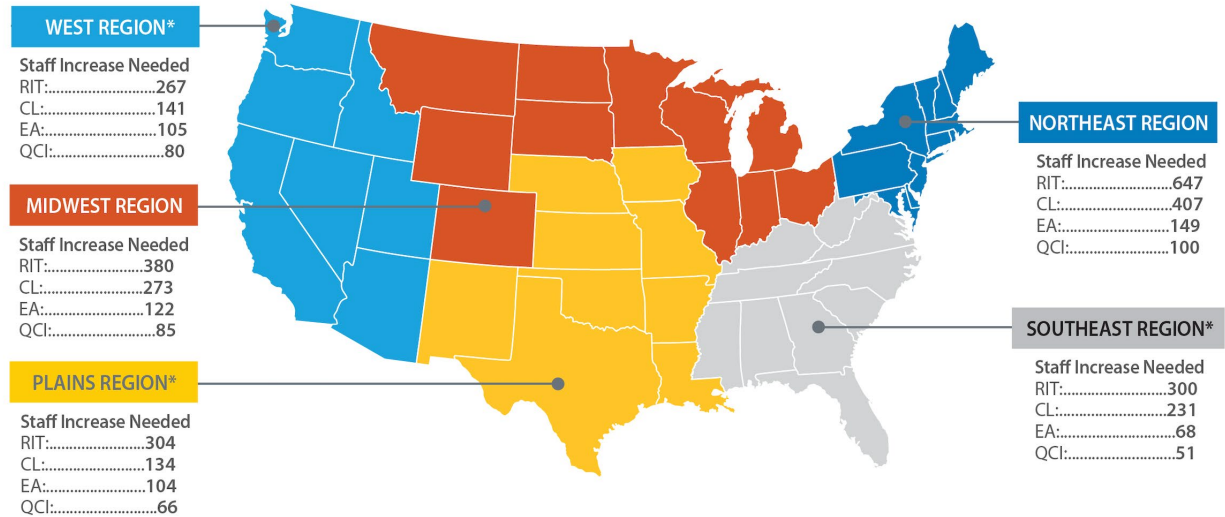 WEST REGION*
Staff Increase Needed
RIT:............................267
CL:............................141
EA:............................105
QCI:............................80
MIDWEST REGION
Staff Increase Needed
RIT:............................380
CL:............................273
EA:............................122
QCI:............................85
PLAINS REGION*
Staff Increase Needed
RIT:............................304
CL:............................134
EA:............................104
QCI:............................66
NORTHEAST REGION
Staff Increase Needed
RIT:............................647
CL:............................407
EA:............................149
QCI:............................100
SOUTHEAST REGION*
Staff Increase Needed
RIT:............................300
CL:............................231
EA:............................68
QCI:............................51